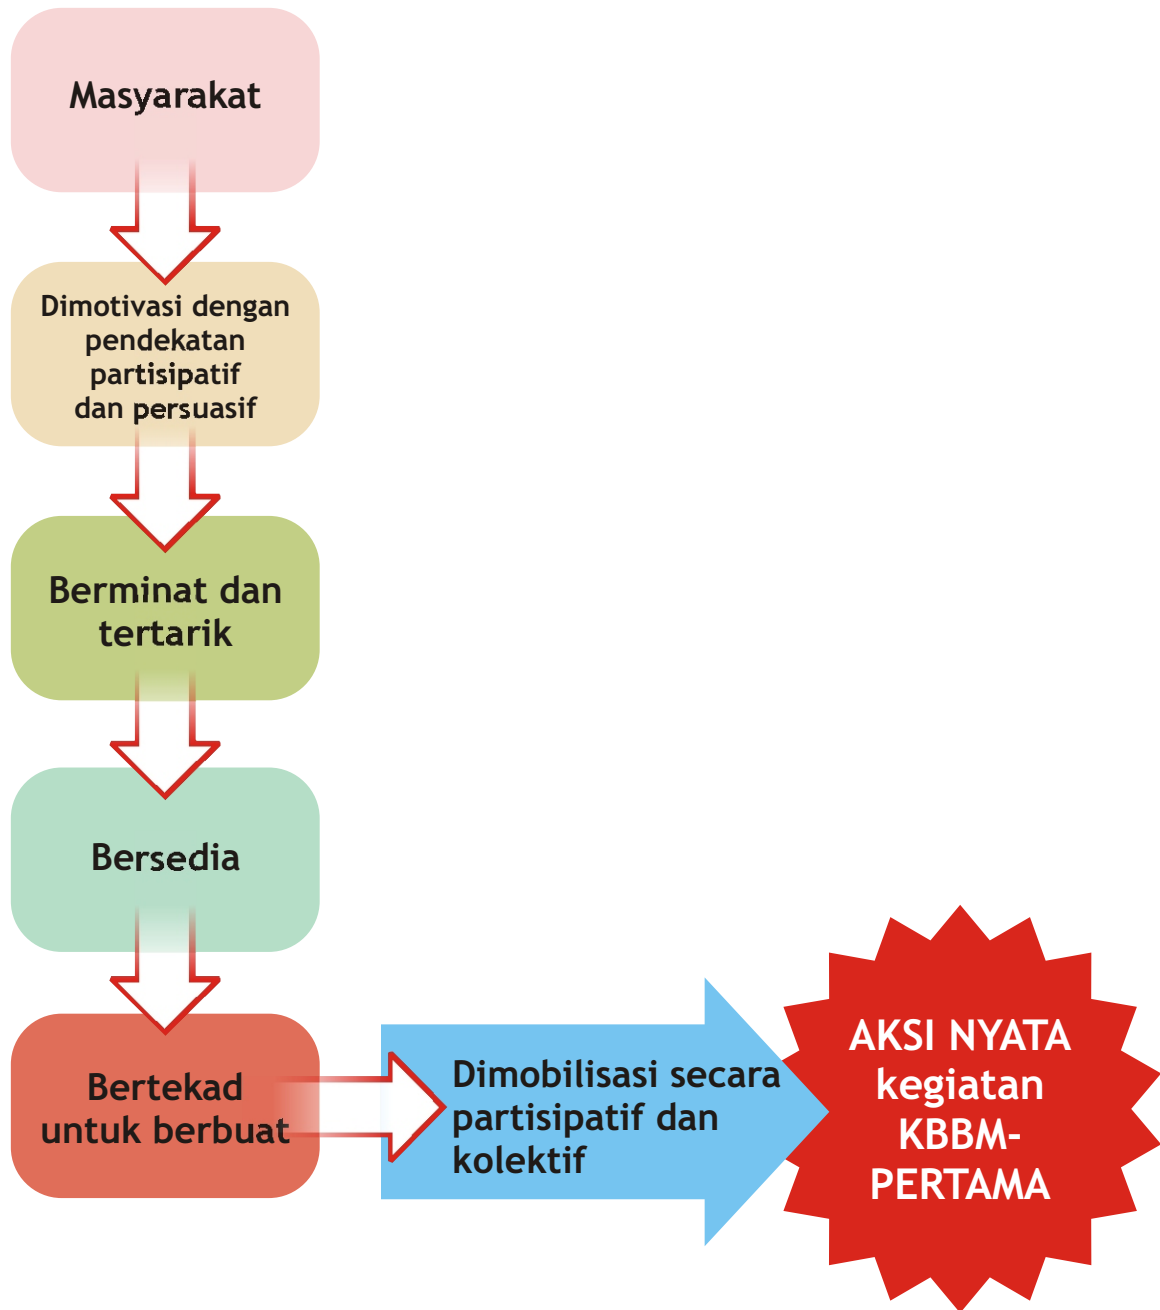 Masyarakat
Dimotivasi dengan
pendekatan
partisipatif
dan persuasif
Berminat dan
tertarik
Bersedia
Bertekad
untuk berbuat
Dimobilisasi secara
partisipatif dan
kolektif
AKSI NYATA
kegiatan
KBBM-
PERTAMA